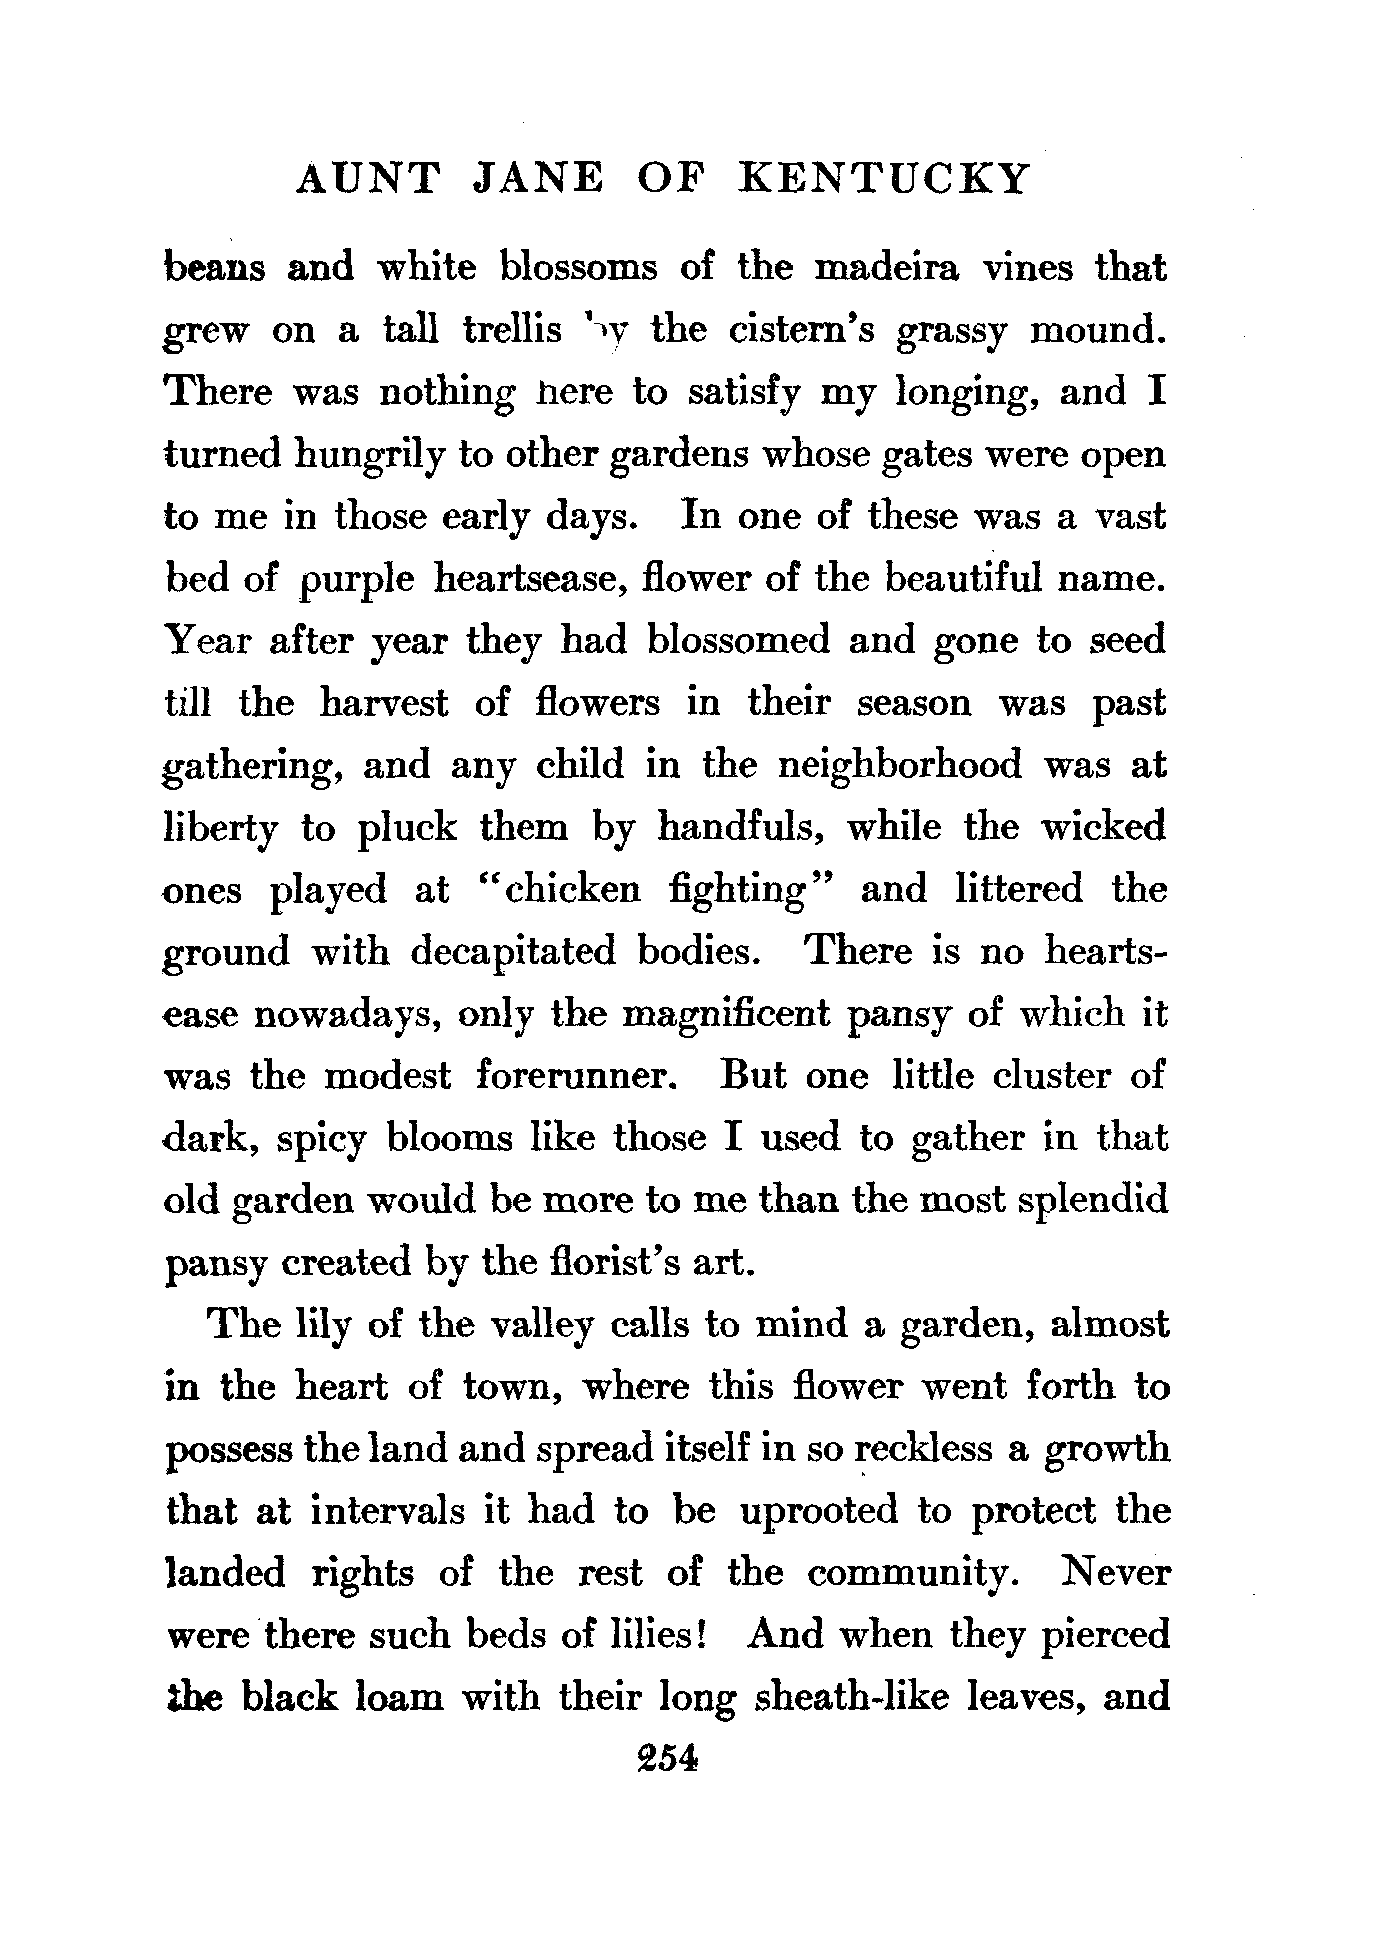 AUNT JANE OF KENTUCKY
beans and white blossoms of the madeira vines that
grew on a tall trellis by the cistern's grassy mound.
There was nothing here to satisfy my longing, and I
turned hungrily to other gardens whose gates were open
to me in those early days. In one of these was a vast
bed of purple heartsease, flower of the beautiful name.
Year after year they had blossomed and gone to seed
till the harvest of flowers in their season was past
gathering, and any child in the neighborhood was at
liberty to pluck them by handfuls, while the wicked
ones played at "chicken fighting" and littered the
ground with decapitated bodies. There is no hearts-
ease nowadays, only the magnificent pansy of which it
was the modest forerunner. But one little cluster of
dark, spicy blooms like those I used to gather in that
old garden would be more to me than the most splendid
pansy created by the florist's art.
The lily of the valley calls to mind a garden, almost
in the heart of town, where this flower went forth to
possess the land and spread itself in so reckless a growth
that at intervals it had to be uprooted to protect the
landed rights of the rest of the community. Never
were there such beds of lilies! And when they pierced
the black loam with their long sheath-like leaves, and
254